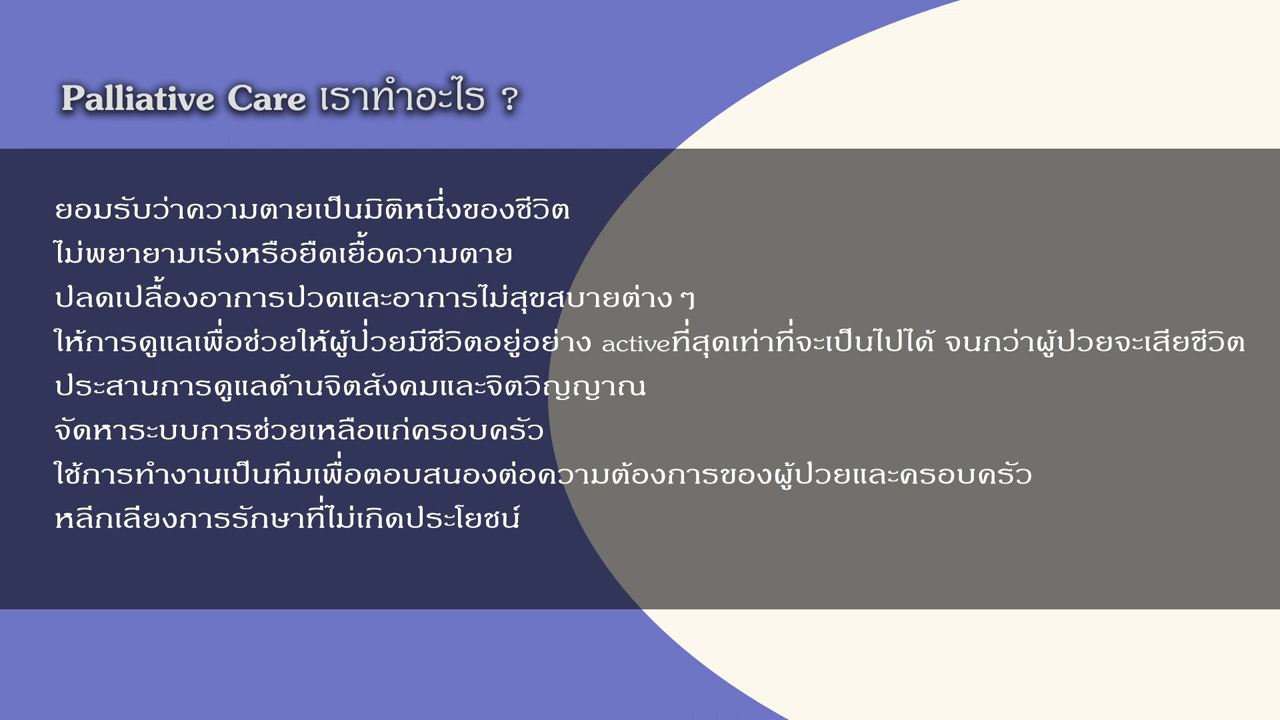 Palliative Care เราทำอะไร ?
ยอมรับว่าความตายเป็นมิติหนึ่งของชีวิต
ไม่พยายามเร่งหรือยืดเยื้อความตาย
ปลดเปลื้องอาการปวดและอาการไม่สุขสบายต่าง ๆ
ให้การดูแลเพื่อช่วยให้ผู้ป่วยมีชีวิตอยู่อย่าง activeที่สุดเท่าที่จะเป็นไปได้ จนกว่าผู้ป่วยจะเสียชีวิต
ประสานการดูแลด้านจิตสังคมและจิตวิญญาณ
จัดหาระบบการช่วยเหลือแก่ครอบครัว
ใช้การทำงานเป็นทีมเพื่อตอบสนองต่อความต้องการของผู้ป่วยและครอบครัว
หลีกเลียงการรักษาที่ไม่เกิดประโยชน์